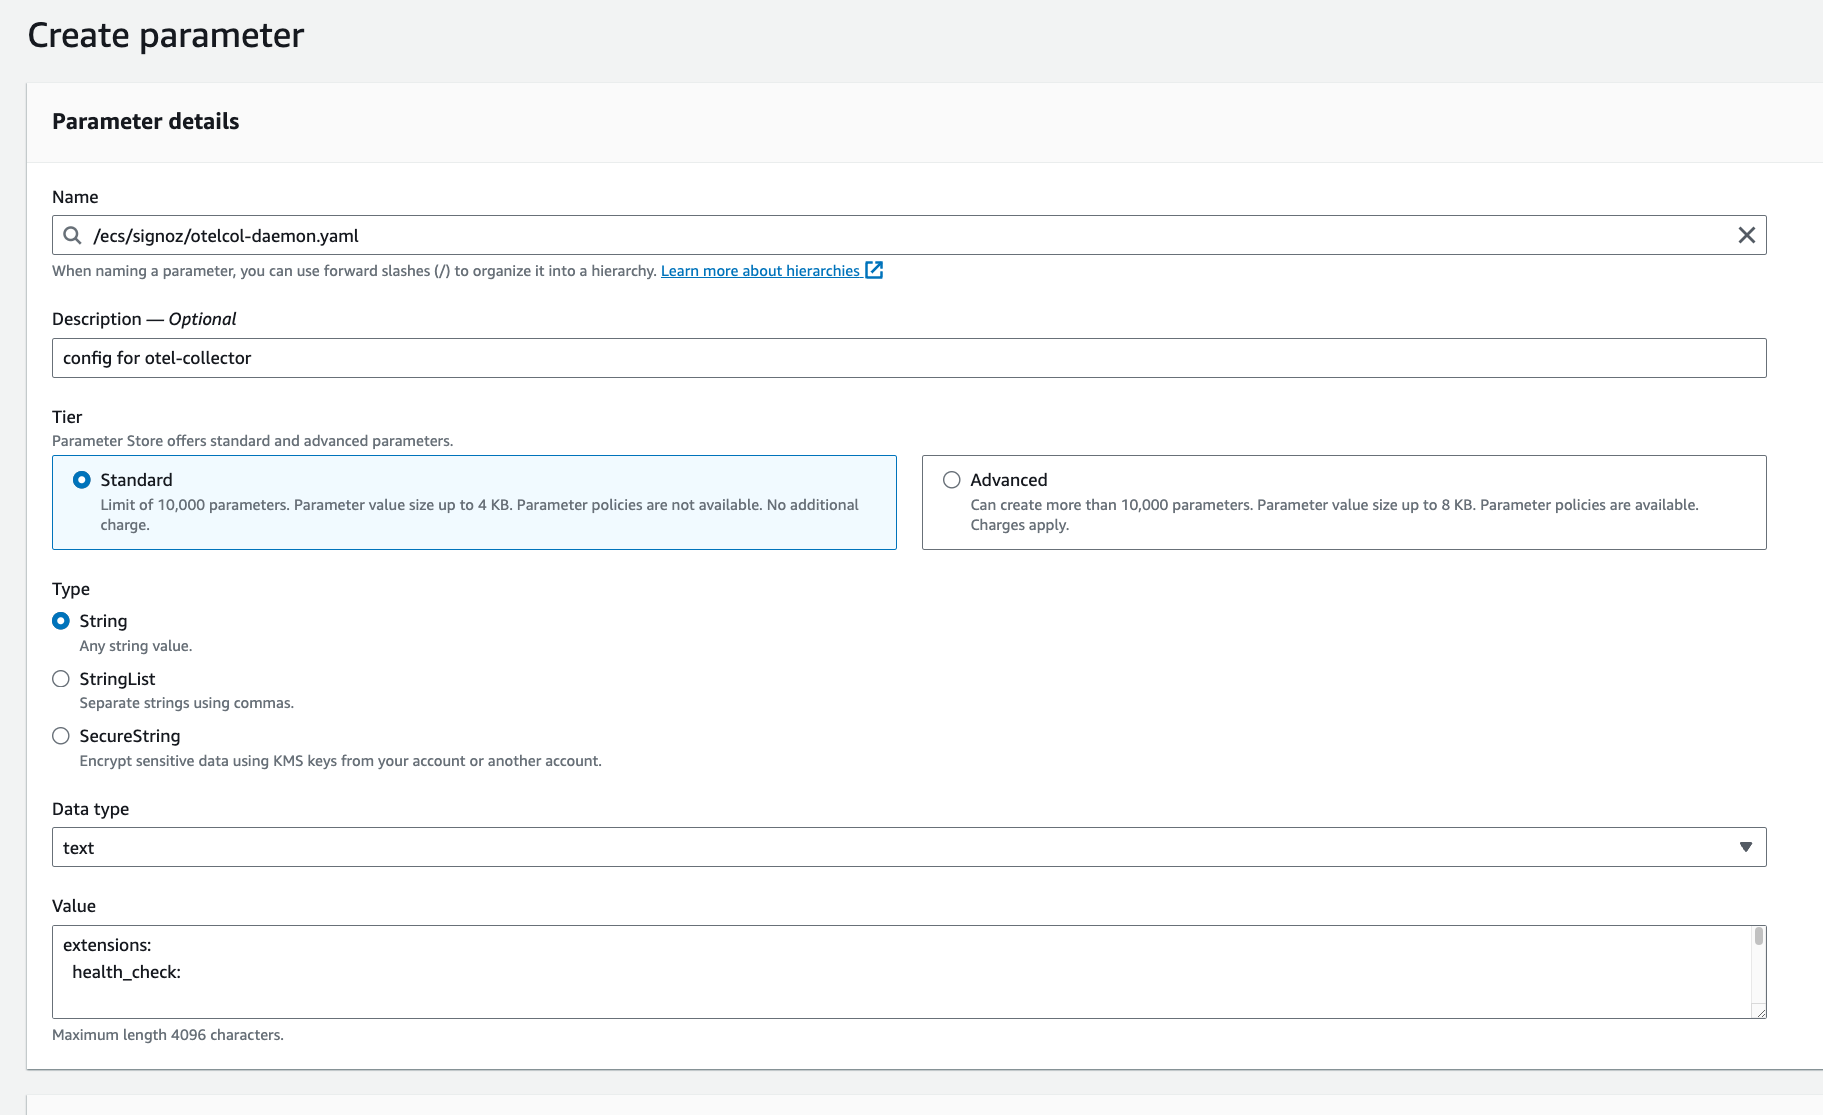 Create parameter
Parameter details
Name
/ecs/signoz/otelcol-daemon.yaml
When naming a parameter, you can use forward slashes (/) to organize it into a hierarchy. Learn more about hierarchies
Description — Optional
config for otel-collector
Tier
Parameter Store offers standard and advanced parameters.
Standard
Limit of 10,000 parameters. Parameter value size up to 4 KB. Parameter policies are not available. No additional
charge.
Advanced
Can create more than 10,000 parameters. Parameter value size up to 8 KB. Parameter policies are available.
Charges apply.
Type
String
Any string value.
StringList
Separate strings using commas.
SecureString
Encrypt sensitive data using KMS keys from your account or another account.
Data type
text
Value
extensions:
  health_check:
Maximum length 4096 characters.